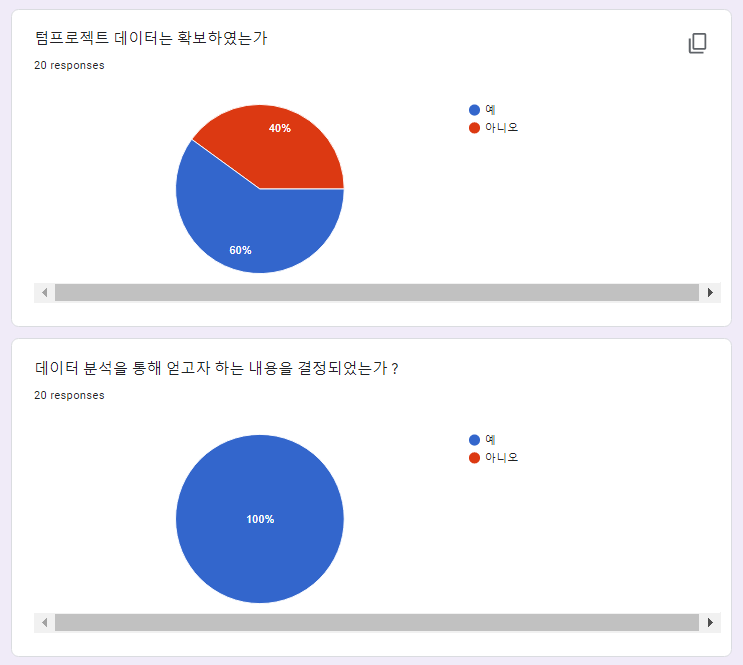 텀프로젝트 데이터는 확보하였는가
20 responses
예
아니오
40%
60%
데이터 분석을 통해 얻고자 하는 내용을 결정되었는가 ?
20 responses
예
아니오
100%